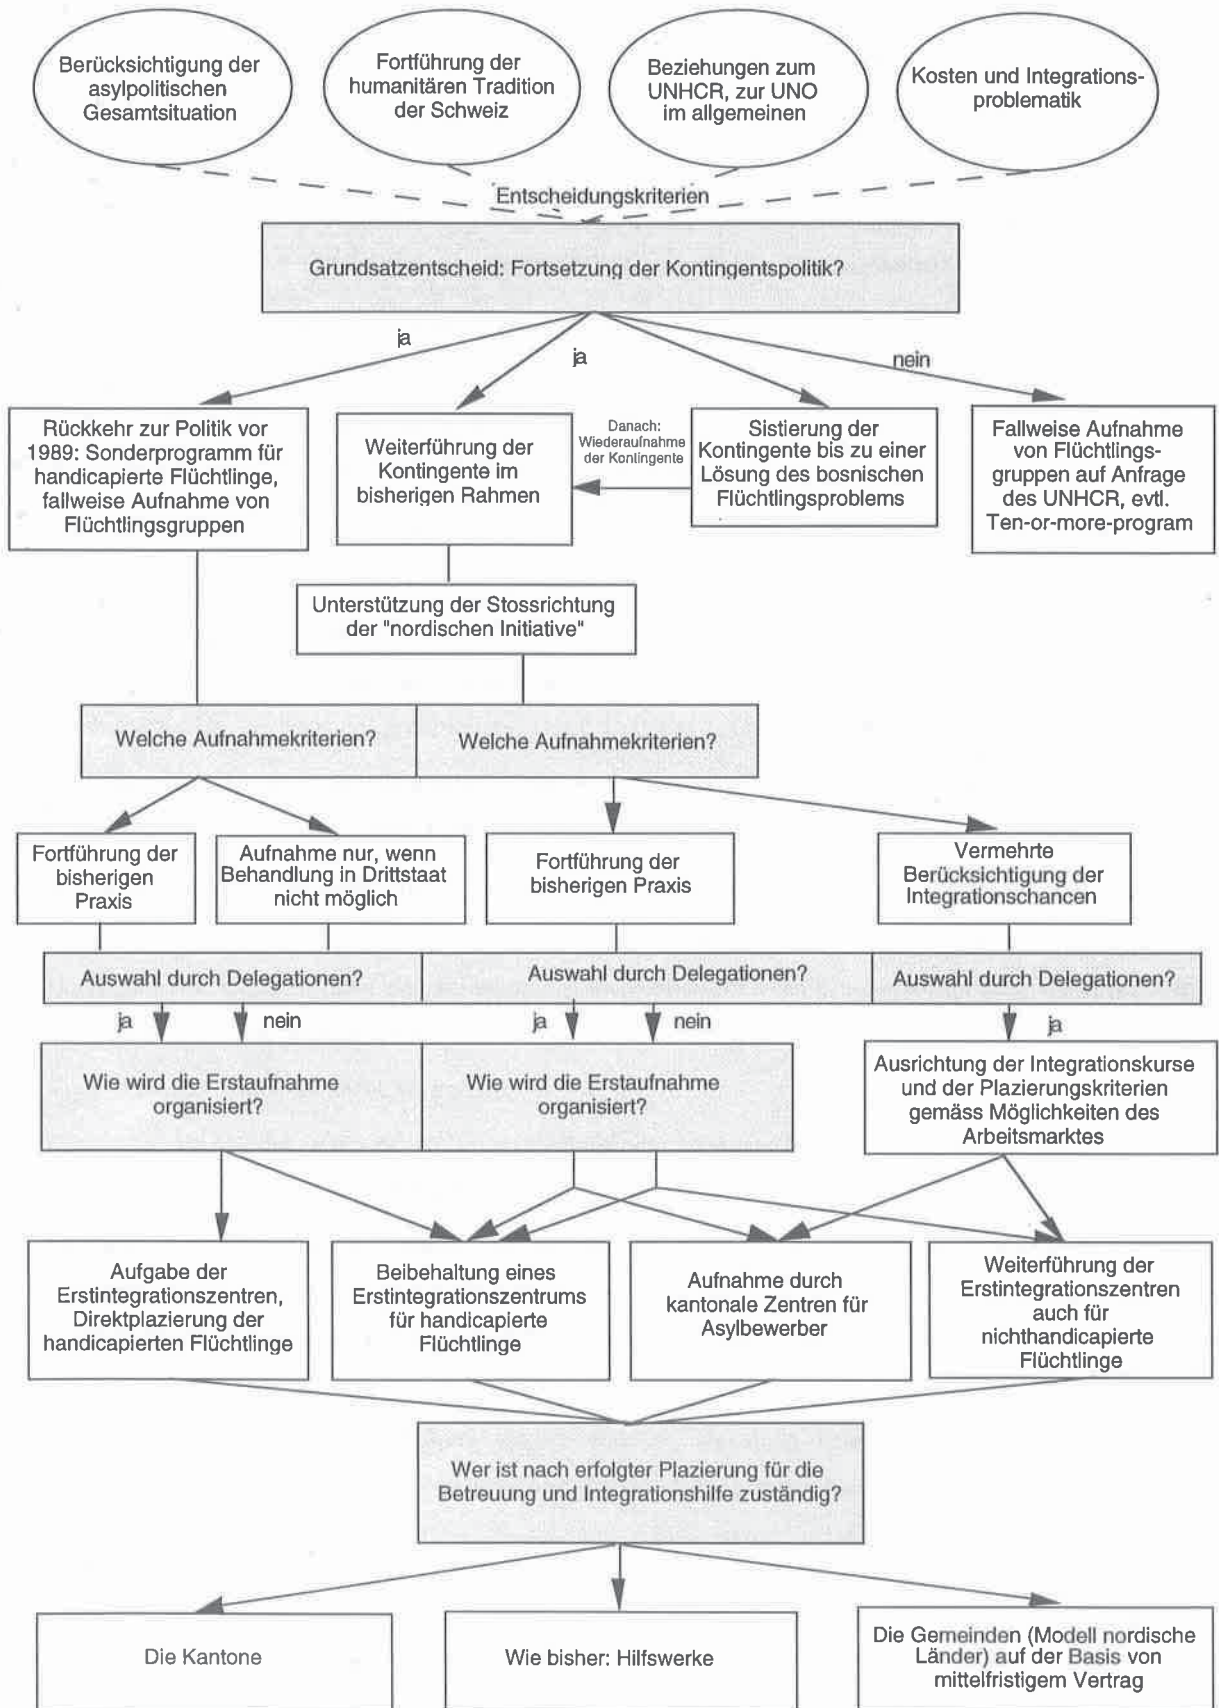 Berücksichtigung der
asylpolitischen
Gesamtsituation
Fortführung der
humanitären Tradition
der Schweiz
Beziehungen zum
UNHCR, zur UNO
im allgemeinen
Kosten und Integrations-
problematik
Entscheidungskriterien
Grundsatzentscheid: Fortsetzung der Kontingentspolitik?
ja
ja
nein
Rückkehr zur Politik vor
1989: Sonderprogramm für
handicapierte Flüchtlinge,
fallweise Aufnahme von
Flüchtlingsgruppen
Weiterführung der
Kontingente im
bisherigen Rahmen
Danach:
Wiederaufnahme
der Kontingente
Sistierung der
Kontingente bis zu einer
Lösung des bosnischen
Flüchtlingsproblems
Fallweise Aufnahme
von Flüchtlings-
gruppen auf Anfrage
des UNHCR, evtl.
Ten-or-more-program
Unterstützung der Stossrichtung
der "nordischen Initiative"
Welche Aufnahmekriterien?
Welche Aufnahmekriterien?
Fortführung der
bisherigen
Praxis
Aufnahme nur, wenn
Behandlung in Drittstaat
nicht möglich
Fortführung der
bisherigen Praxis
Vermehrte
Berücksichtigung der
Integrationschancen
Auswahl durch Delegationen?
Auswahl durch Delegationen?
Auswahl durch Delegationen?
ja
nein
ja
nein
ja
Wie wird die Erstaufnahme
organisiert?
Wie wird die Erstaufnahme
organisiert?
Ausrichtung der Integrationskurse
und der Plazierungskriterien
gemäss Möglichkeiten des
Arbeitsmarktes
Aufgabe der
Erstintegrationszentren,
Direktplazierung der
handicapierten Flüchtlinge
Beibehaltung eines
Erstintegrationszentrums
für handicapierte
Flüchtlinge
Aufnahme durch
kantonale Zentren für
Asylbewerber
Weiterführung der
Erstintegrationszentren
auch für
nichthandicapierte
Flüchtlinge
Wer ist nach erfolgter Plazierung für die
Betreuung und Integrationshilfe zuständig?
Die Kantone
Wie bisher: Hilfswerke
Die Gemeinden (Modell nordische
Länder) auf der Basis von
mittelfristigem Vertrag